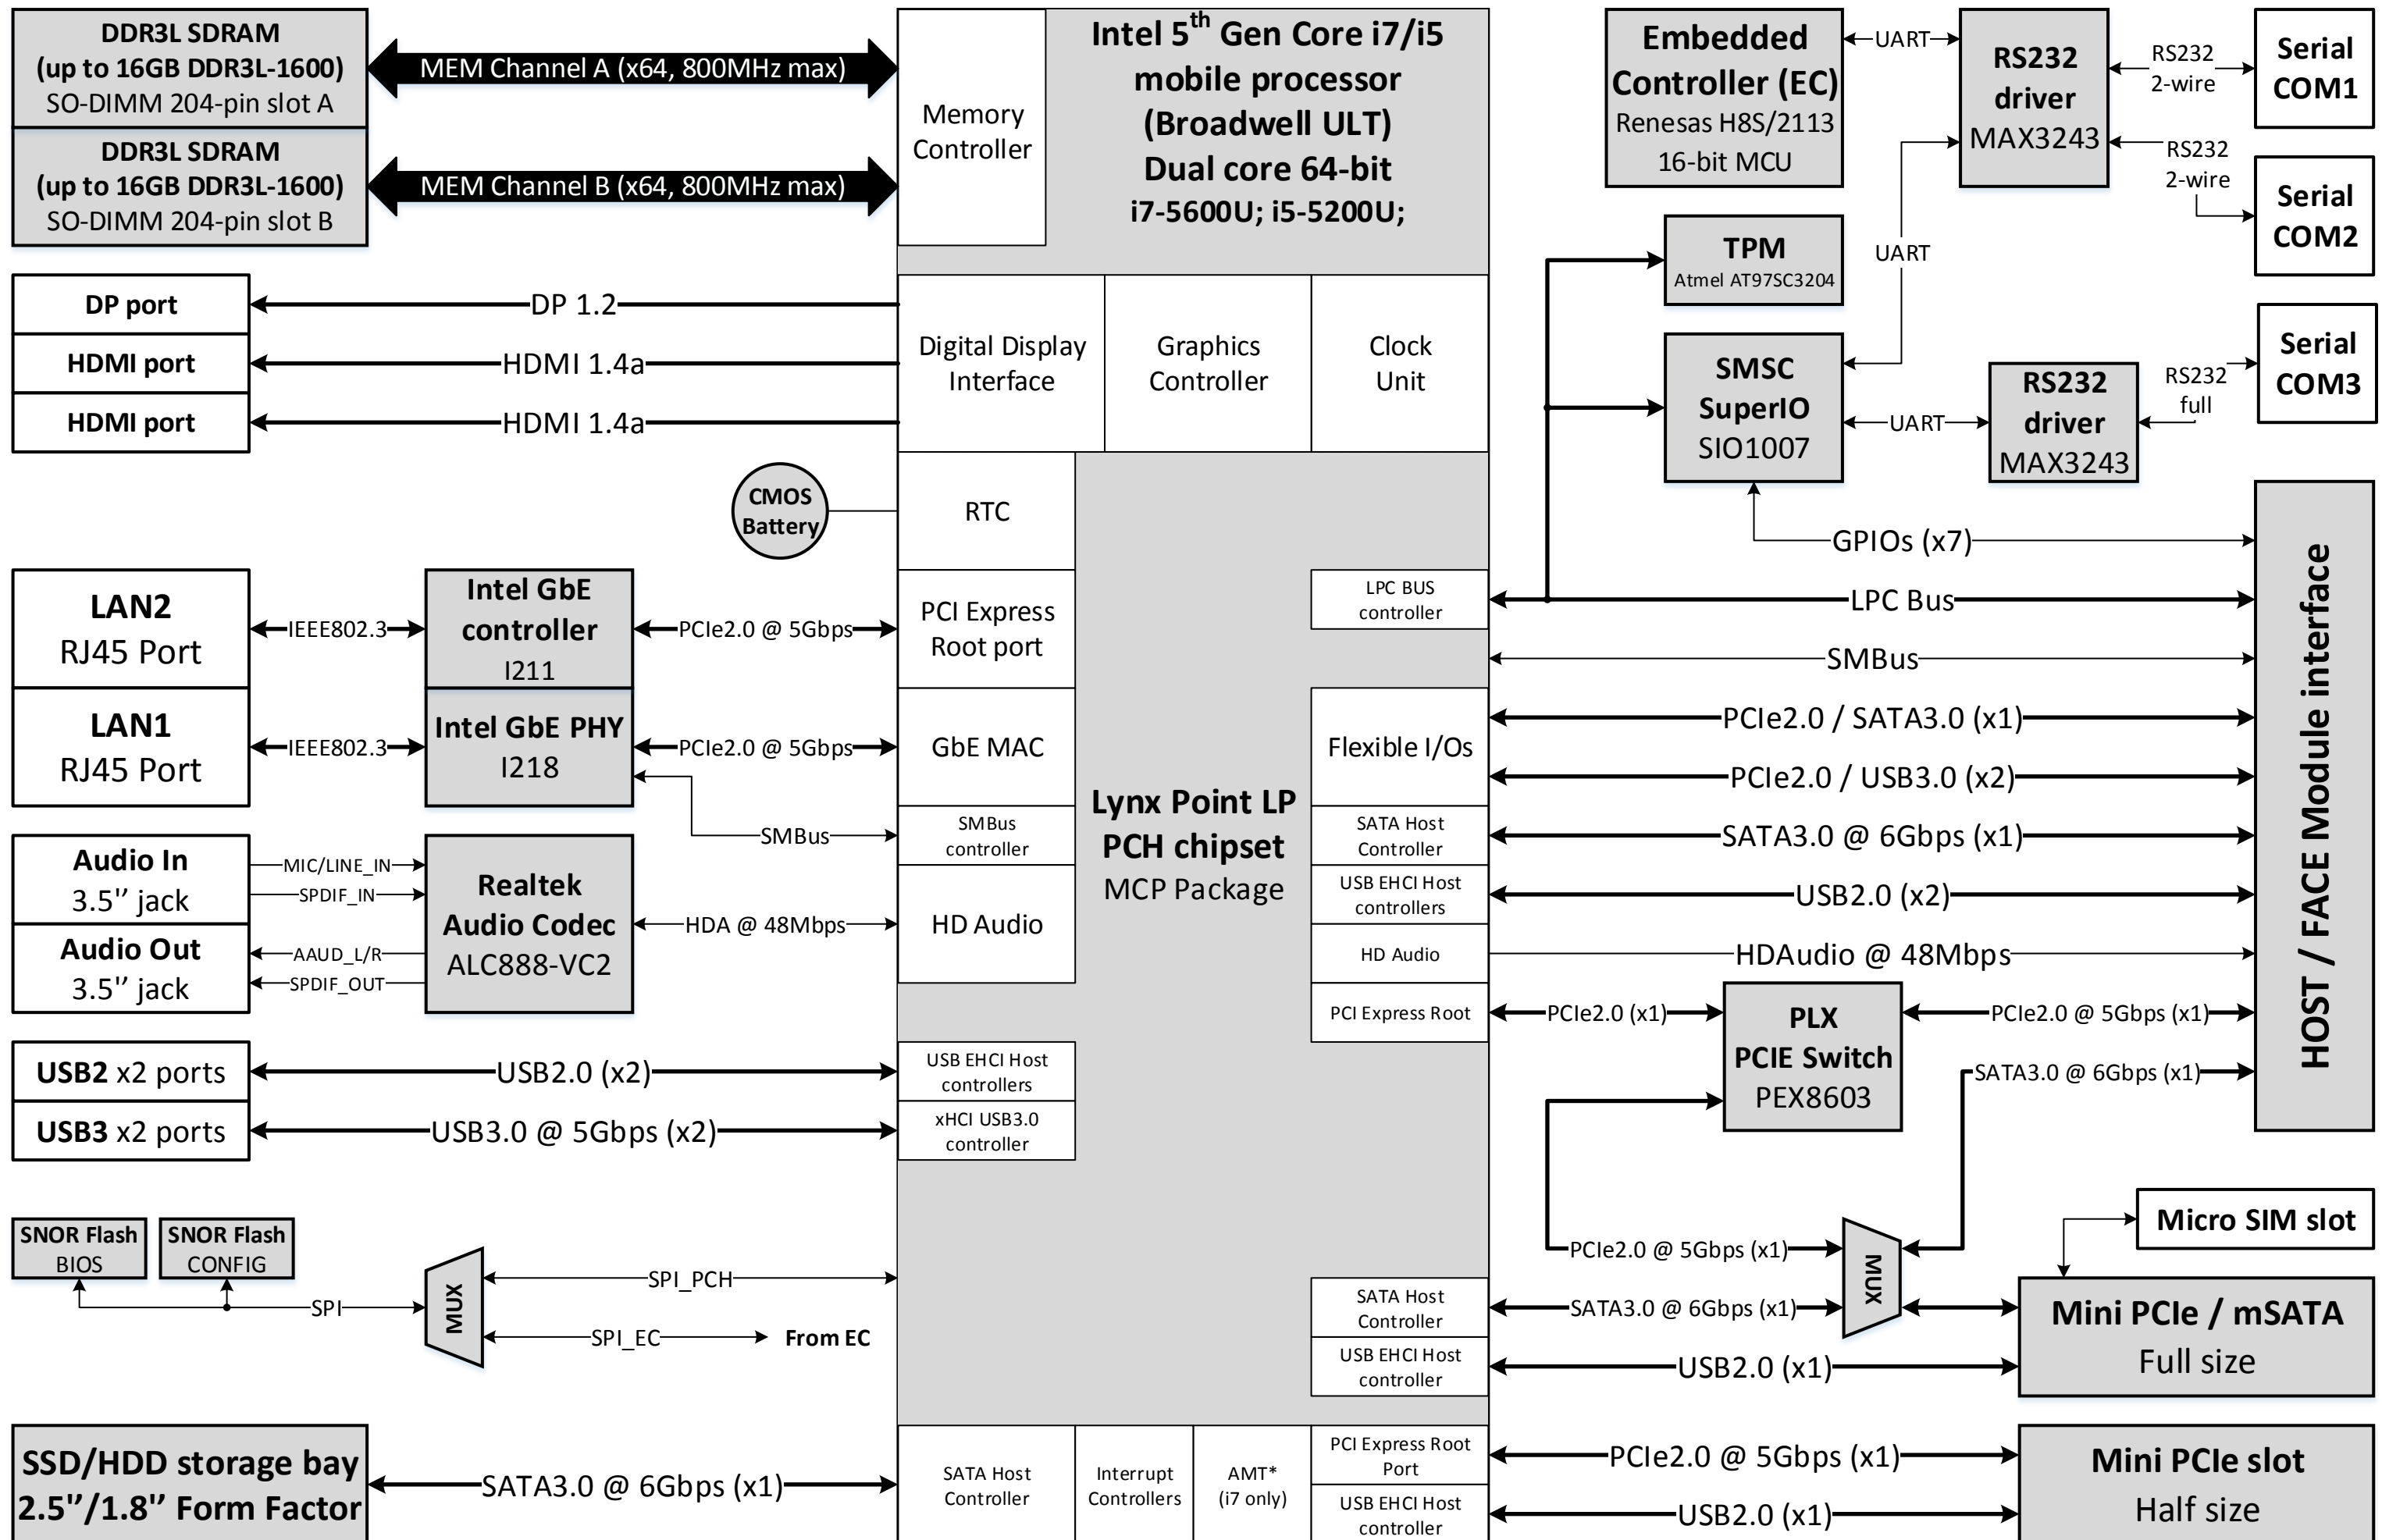 DDR3L SDRAM
(up to 16GB DDR3L-1600)
SO-DIMM 204-pin slot A
DDR3L SDRAM
(up to 16GB DDR3L-1600)
SO-DIMM 204-pin slot B
MEM Channel A (x64, 800MHz max)
MEM Channel B (x64, 800MHz max)
Memory
Controller
Intel 5th Gen Core i7/i5
mobile processor
(Broadwell ULT)
Dual core 64-bit
i7-5600U; i5-5200U;
DP port
HDMI port
HDMI port
DP 1.2
HDMI 1.4a
HDMI 1.4a
Digital Display
Interface
Graphics
Controller
Clock
Unit
CMOS
Battery
RTC
LAN2
RJ45 Port
LAN1
RJ45 Port
IEEE802.3
IEEE802.3
Intel GbE
controller
I211
Intel GbE PHY
I218
PCIe2.0 @ 5Gbps
PCIe2.0 @ 5Gbps
SMBus
PCI Express
Root port
GbE MAC
SMBus
controller
HD Audio
Audio In
3.5'' jack
Audio Out
3.5'' jack
MIC/LINE_IN
SPDIF_IN
AAUD_L/R
SPDIF_OUT
Realtek
Audio Codec
ALC888-VC2
HDA @ 48Mbps
USB2 x2 ports
USB3 x2 ports
USB2.0 (x2)
USB3.0 @ 5Gbps (x2)
USB EHCI Host
controllers
xHCI USB3.0
controller
SNOR Flash
BIOS
SNOR Flash
CONFIG
SPI
MUX
SPI_PCH
SPI_EC
From EC
SSD/HDD storage bay
2.5''/1.8'' Form Factor
SATA3.0 @ 6Gbps (x1)
SATA Host
Controller
Interrupt
Controllers
AMT*
(i7 only)
Lynx Point LP
PCH chipset
MCP Package
LPC BUS
controller
Flexible I/Os
SATA Host
Controller
USB EHCI Host
controllers
HD Audio
PCI Express Root
SATA Host
Controller
USB EHCI Host
controller
PCI Express Root
Port
USB EHCI Host
controller
Embedded
Controller (EC)
Renesas H8S/2113
16-bit MCU
UART
RS232
driver
MAX3243
RS232
2-wire
RS232
2-wire
Serial
COM1
Serial
COM2
TPM
Atmel AT97SC3204
UART
SMSC
SuperIO
SIO1007
UART
RS232
driver
MAX3243
RS232
full
Serial
COM3
GPIOs (x7)
LPC Bus
SMBus
PCIe2.0 / SATA3.0 (x1)
PCIe2.0 / USB3.0 (x2)
SATA3.0 @ 6Gbps (x1)
USB2.0 (x2)
HDAudio @ 48Mbps
PCIe2.0 (x1)
PLX
PCIE Switch
PEX8603
PCIe2.0 @ 5Gbps (x1)
SATA3.0 @ 6Gbps (x1)
HOST / FACE Module interface
Micro SIM slot
PCIe2.0 @ 5Gbps (x1)
SATA3.0 @ 6Gbps (x1)
MUX
USB2.0 (x1)
Mini PCIe / mSATA
Full size
PCIe2.0 @ 5Gbps (x1)
USB2.0 (x1)
Mini PCIe slot
Half size